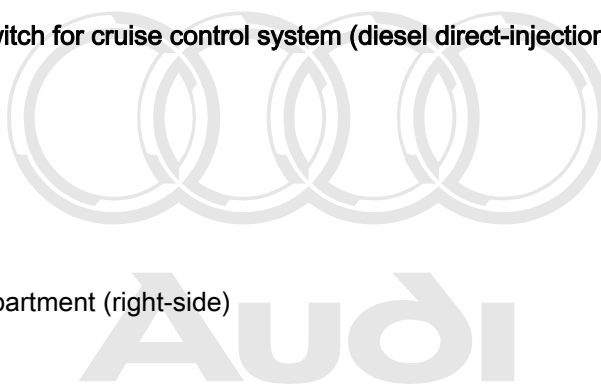 witch for cruise control system (diesel direct-injection
partment (right-side)
Audi